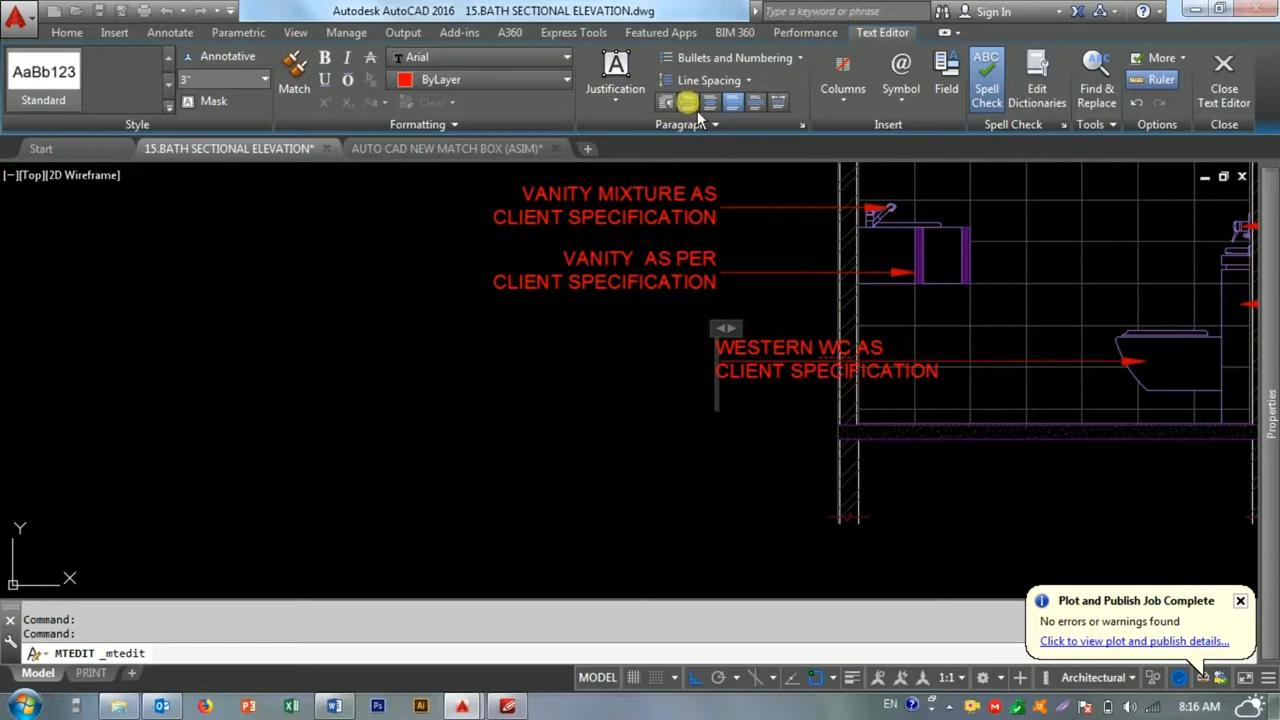 Autodesk AutoCAD 2016 15.BATH SECTIONAL ELEVATION.dwg
Type a keyword or phrase
Sign In
Home Insert Annotate Parametric View Manage Output Add-ins A360 Express Tools Featured Apps BIM 360 Performance Text Editor
AaBb123
Standard
Annotative
3"
Mask
Style
Match
B I A
U O
Arial
ByLayer
Aa
Clear
Formatting
Justification
Bullets and Numbering
Line Spacing
Paragraph
Columns
Symbol
Field
Insert
ABC
Spell
Check
Edit
Dictionaries
Spell Check
Find &
Replace
Tools
More
Ruler
Options
Close
Text Editor
Close
Start
15.BATH SECTIONAL ELEVATION*
AUTO CAD NEW MATCH BOX (ASIM)*
[−][Top][2D Wireframe]
VANITY MIXTURE AS
CLIENT SPECIFICATION
VANITY AS PER
CLIENT SPECIFICATION
WESTERN WC AS
CLIENT SPECIFICATION
Properties
Y
X
Command:
Command:
MTEDIT _mtedit
Plot and Publish Job Complete
No errors or warnings found
Click to view plot and publish details...
Model PRINT
MODEL
1:1
Architectural
EN
8:16 AM